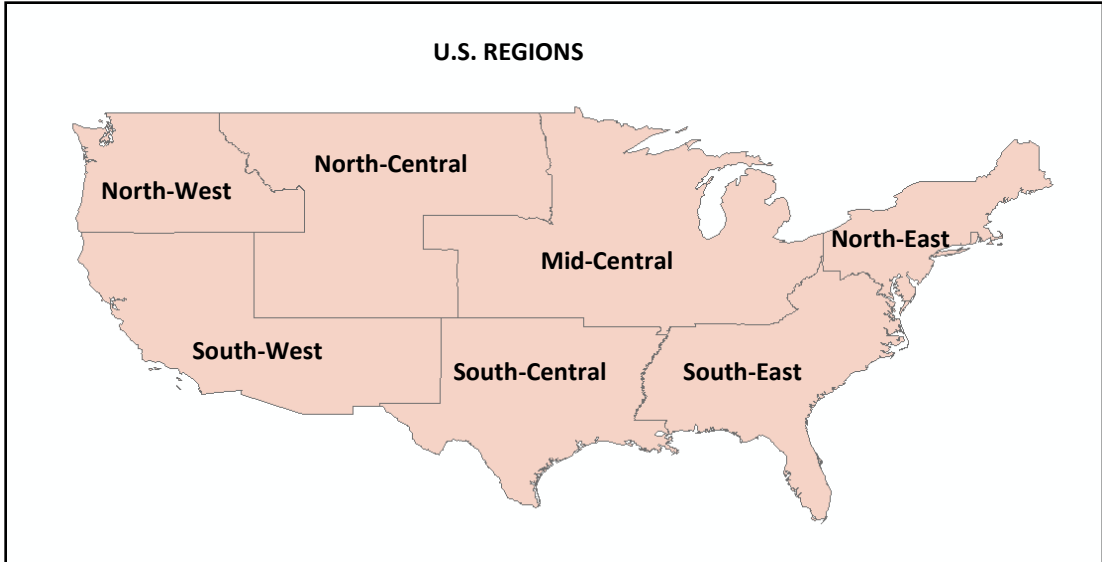 U.S. REGIONS
North-Central
North-West
North-East
Mid-Central
South-West
South-Central
South-East